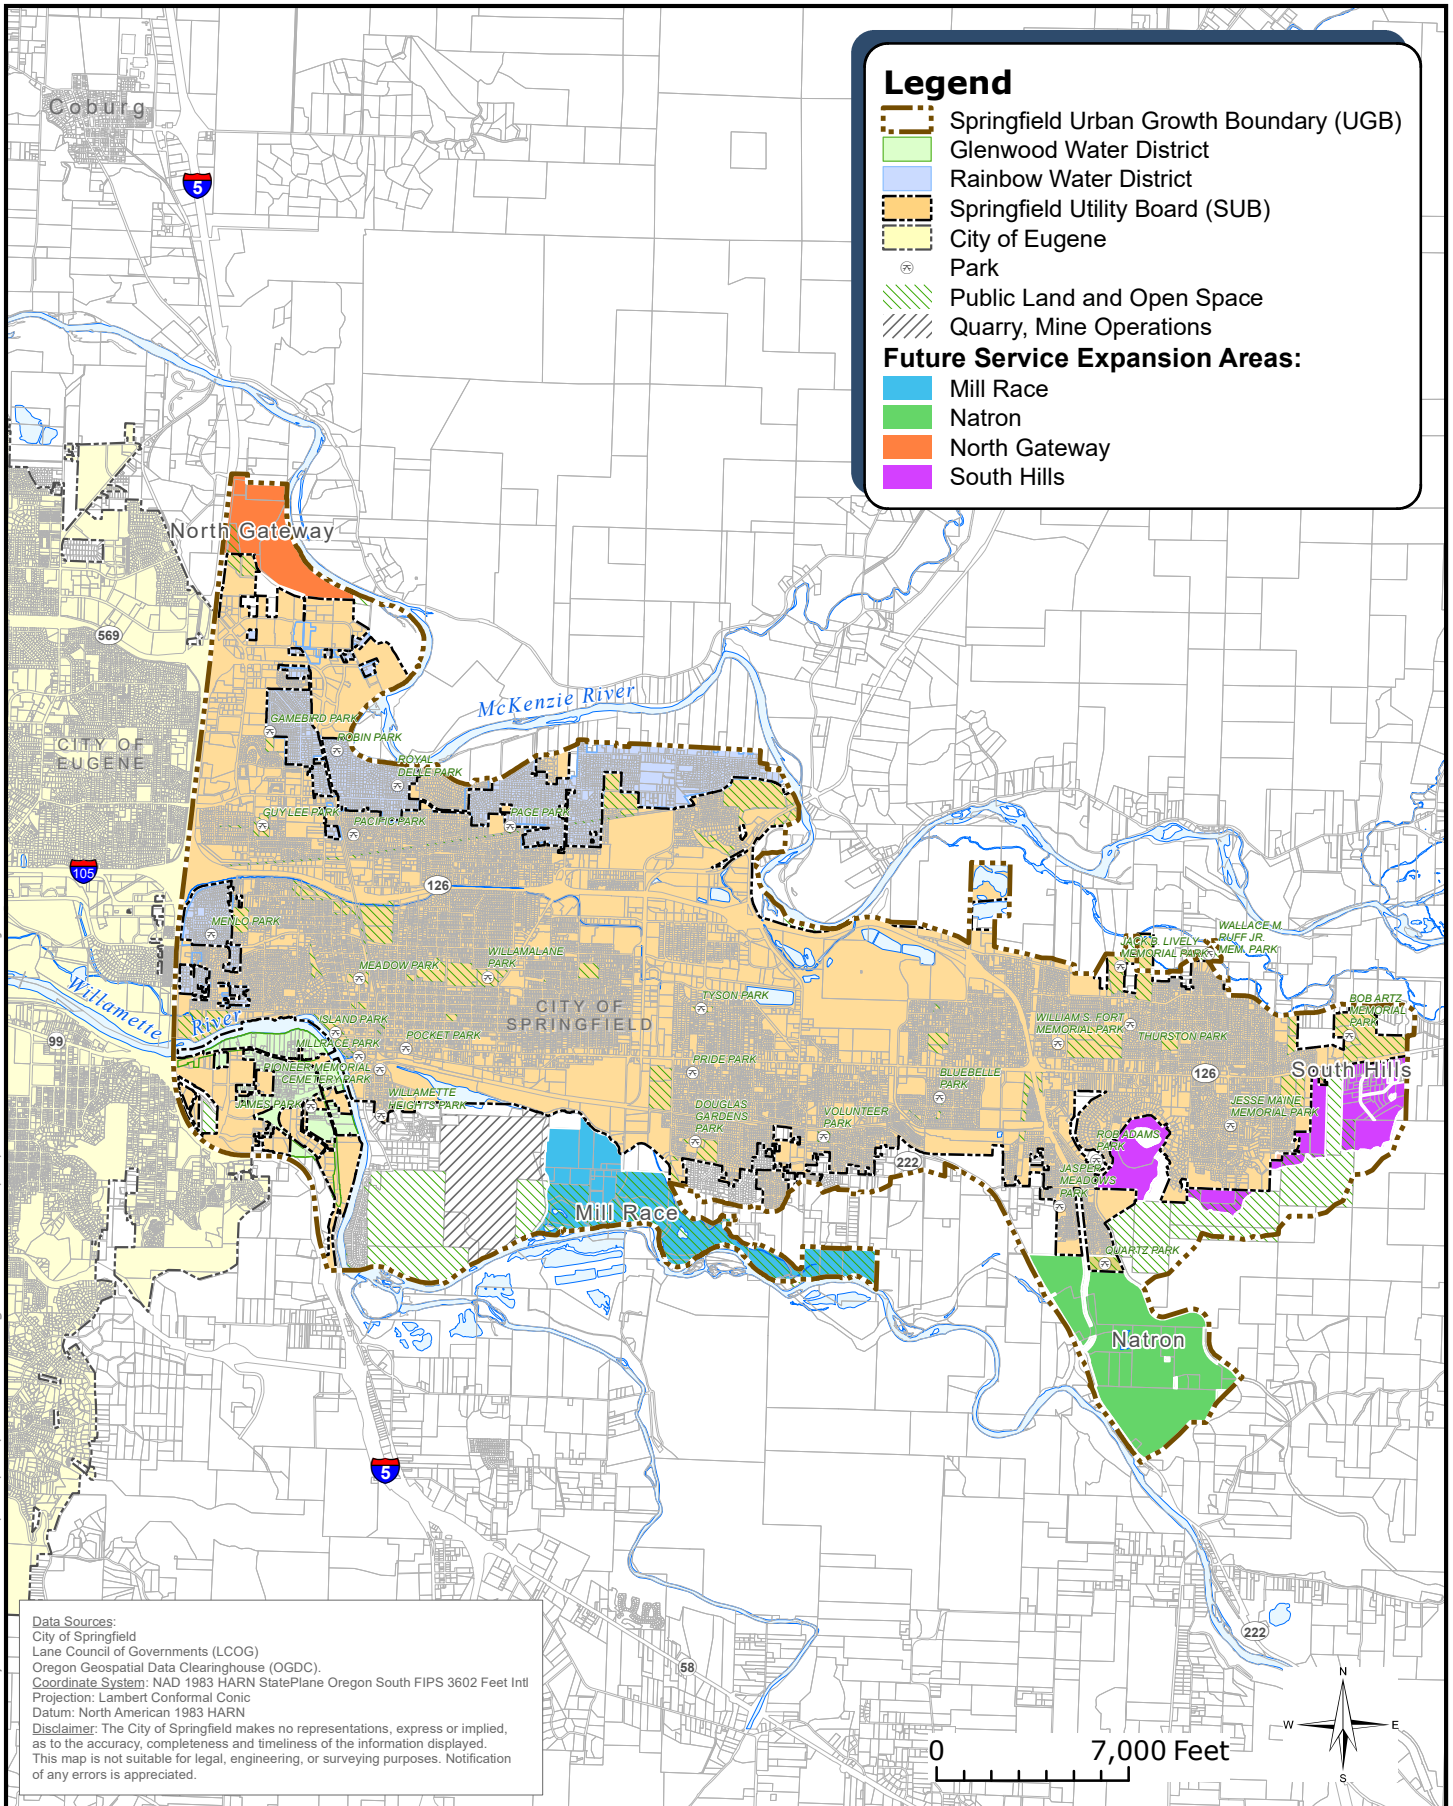 Legend
Springfield Urban Growth Boundary (UGB)
Glenwood Water District
Rainbow Water District
Springfield Utility Board (SUB)
City of Eugene
Park
Public Land and Open Space
Quarry, Mine Operations
Future Service Expansion Areas:
Mill Race
Natron
North Gateway
South Hills
Coburg
5
North Gateway
569
McKenzie River
CITY OF
EUGENE
GAMEBIRD PARK
ROBIN PARK
ROYAL
DELLE PARK
GUY LEE PARK
PACIFIC PARK
PAGE PARK
105
126
MENLO PARK
WILLAMALANE
PARK
MEADOW PARK
CITY OF
SPRINGFIELD
TYSON PARK
JACK B. LIVELY
MEMORIAL PARK
WALLACE M
RUFF JR
MEM. PARK
BOB ARTZ
MEMORIAL
PARK
Willamette
River
99
ISLAND PARK
MILLRACE PARK
POCKET PARK
PIONEER MEMORIAL
CEMETERY PARK
JAMES PARK
WILLAMETTE
HEIGHTS PARK
PRIDE PARK
DOUGLAS
GARDENS
PARK
VOLUNTEER
PARK
BLUEBELLE
PARK
WILLIAM S. FORT
MEMORIAL PARK
THURSTON PARK
126
South Hills
JESSE MAINE
MEMORIAL PARK
ROB ADAMS
PARK
JASPER
MEADOWS
PARK
222
Mill Race
QUARTZ PARK
Natron
5
58
222
Data Sources:
City of Springfield
Lane Council of Governments (LCOG)
Oregon Geospatial Data Clearinghouse (OGDC).
Coordinate System: NAD 1983 HARN StatePlane Oregon South FIPS 3602 Feet Intl
Projection: Lambert Conformal Conic
Datum: North American 1983 HARN
Disclaimer: The City of Springfield makes no representations, express or implied,
as to the accuracy, completeness and timeliness of the information displayed.
This map is not suitable for legal, engineering, or surveying purposes. Notification
of any errors is appreciated.
0 7,000 Feet
N
W E
S